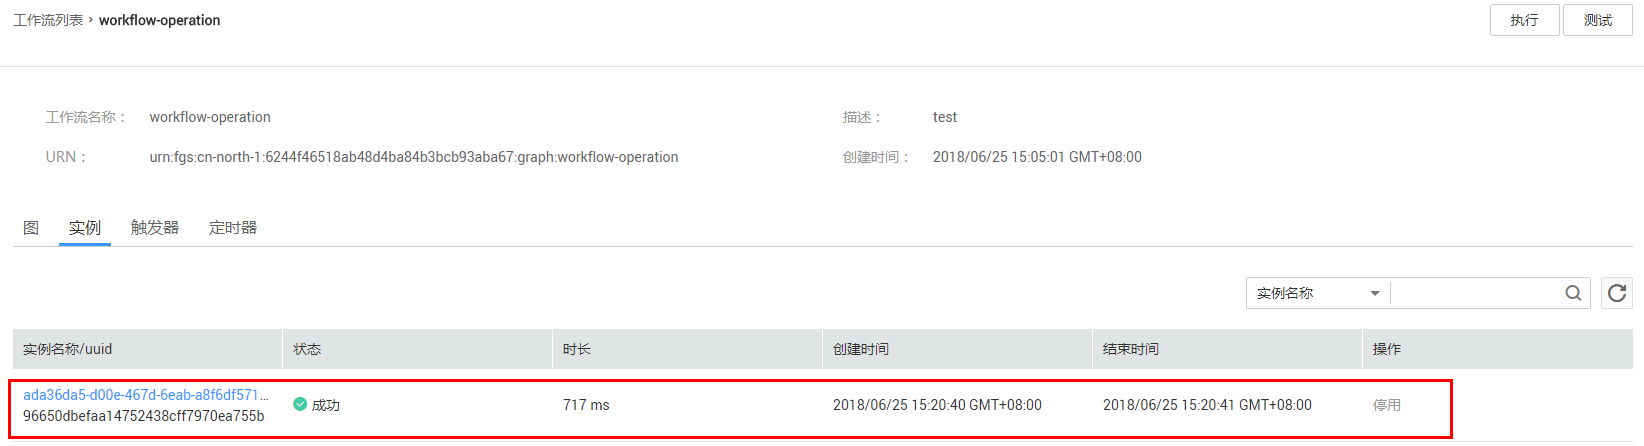 工作流列表 › workflow-operation 执行 测试
工作流名称： workflow-operation 描述： test
URN： urn:fgs:cn-north-1:6244f46518ab48d4ba84b3bcb93aba67:graph:workflow-operation 创建时间： 2018/06/25 15:05:01 GMT+08:00
图 实例 触发器 定时器
实例名称
实例名称/uuid 状态 时长 创建时间 结束时间 操作
ada36da5-d00e-467d-6eab-a8f6df571... 成功 717 ms 2018/06/25 15:20:40 GMT+08:00 2018/06/25 15:20:41 GMT+08:00 停用
96650dbefaa14752438cff7970ea755b